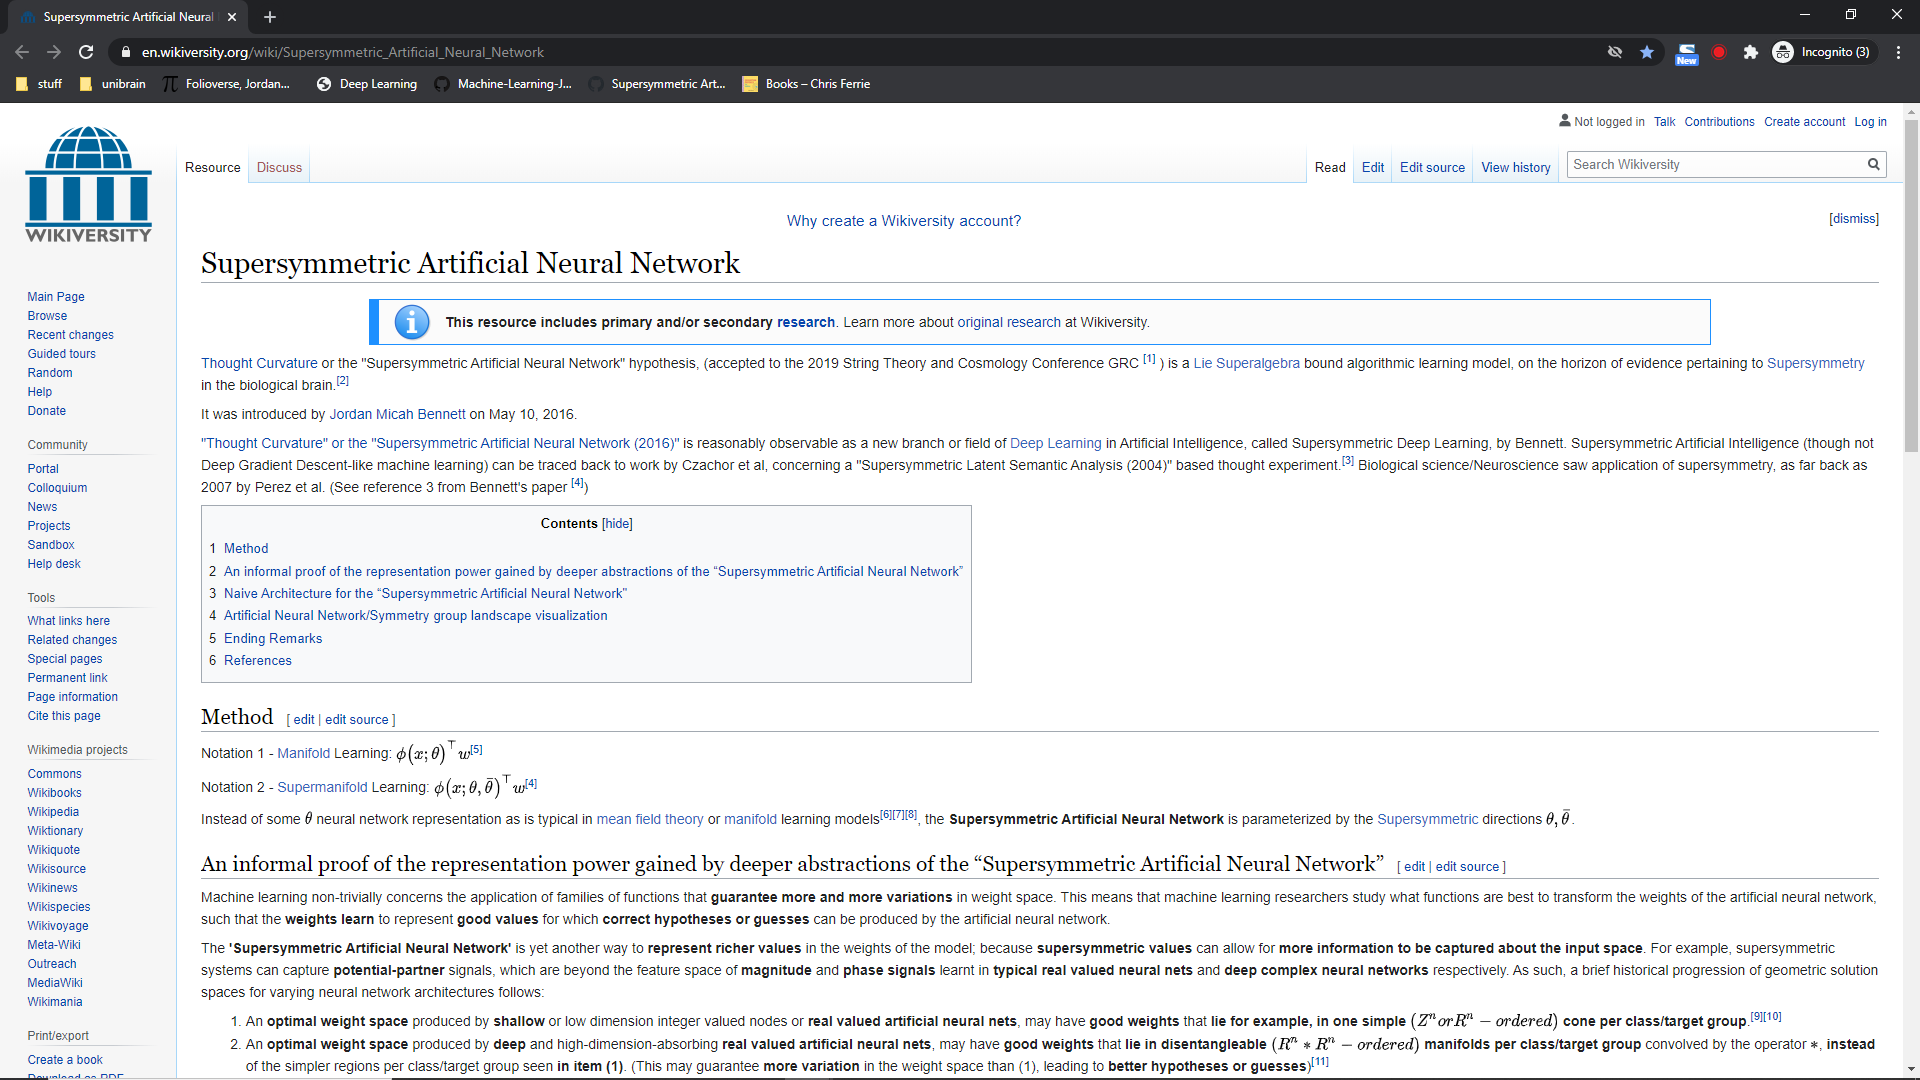 Supersymmetric Artificial Neural
en.wikiversity.org/wiki/Supersymmetric_Artificial_Neural_Network
New
Incognito (3)
stuff
unibrain
Folioverse, Jordan...
Deep Learning
Machine-Learning-J...
Supersymmetric Art...
Books – Chris Ferrie
Not logged in Talk Contributions Create account Log in
WIKIVERSITY
Resource Discuss
Read Edit Edit source View history Search Wikiversity
Why create a Wikiversity account? [dismiss]
Supersymmetric Artificial Neural Network
This resource includes primary and/or secondary research. Learn more about original research at Wikiversity.
Thought Curvature or the "Supersymmetric Artificial Neural Network" hypothesis, (accepted to the 2019 String Theory and Cosmology Conference GRC [1] ) is a Lie Superalgebra bound algorithmic learning model, on the horizon of evidence pertaining to Supersymmetry
in the biological brain.[2]
It was introduced by Jordan Micah Bennett on May 10, 2016.
"Thought Curvature" or the "Supersymmetric Artificial Neural Network (2016)" is reasonably observable as a new branch or field of Deep Learning in Artificial Intelligence, called Supersymmetric Deep Learning, by Bennett. Supersymmetric Artificial Intelligence (though not
Deep Gradient Descent-like machine learning) can be traced back to work by Czachor et al, concerning a "Supersymmetric Latent Semantic Analysis (2004)" based thought experiment.[3] Biological science/Neuroscience saw application of supersymmetry, as far back as
2007 by Perez et al. (See reference 3 from Bennett's paper [4])
Contents [hide]
1 Method
2 An informal proof of the representation power gained by deeper abstractions of the “Supersymmetric Artificial Neural Network”
3 Naive Architecture for the “Supersymmetric Artificial Neural Network”
4 Artificial Neural Network/Symmetry group landscape visualization
5 Ending Remarks
6 References
Method [ edit | edit source ]
Notation 1 - Manifold Learning: ϕ(x; θ)⊤w[5]
Notation 2 - Supermanifold Learning: ϕ(x; θ, θ̄)⊤w[4]
Instead of some θ neural network representation as is typical in mean field theory or manifold learning models[6][7][8], the Supersymmetric Artificial Neural Network is parameterized by the Supersymmetric directions θ, θ̄.
An informal proof of the representation power gained by deeper abstractions of the “Supersymmetric Artificial Neural Network” [ edit | edit source ]
Machine learning non-trivially concerns the application of families of functions that guarantee more and more variations in weight space. This means that machine learning researchers study what functions are best to transform the weights of the artificial neural network,
such that the weights learn to represent good values for which correct hypotheses or guesses can be produced by the artificial neural network.
The 'Supersymmetric Artificial Neural Network' is yet another way to represent richer values in the weights of the model; because supersymmetric values can allow for more information to be captured about the input space. For example, supersymmetric
systems can capture potential-partner signals, which are beyond the feature space of magnitude and phase signals learnt in typical real valued neural nets and deep complex neural networks respectively. As such, a brief historical progression of geometric solution
spaces for varying neural network architectures follows:
1. An optimal weight space produced by shallow or low dimension integer valued nodes or real valued artificial neural nets, may have good weights that lie for example, in one simple (Zⁿ or Rⁿ − ordered) cone per class/target group.[9][10]
2. An optimal weight space produced by deep and high-dimension-absorbing real valued artificial neural nets, may have good weights that lie in disentangleable (Rⁿ ∗ Rⁿ − ordered) manifolds per class/target group convolved by the operator ∗, instead
of the simpler regions per class/target group seen in item (1). (This may guarantee more variation in the weight space than (1), leading to better hypotheses or guesses)[11]
Main Page
Browse
Recent changes
Guided tours
Random
Help
Donate
Community
Portal
Colloquium
News
Projects
Sandbox
Help desk
Tools
What links here
Related changes
Special pages
Permanent link
Page information
Cite this page
Wikimedia projects
Commons
Wikibooks
Wikipedia
Wiktionary
Wikiquote
Wikisource
Wikinews
Wikispecies
Wikivoyage
Meta-Wiki
Outreach
MediaWiki
Wikimania
Print/export
Create a book
Download as PDF